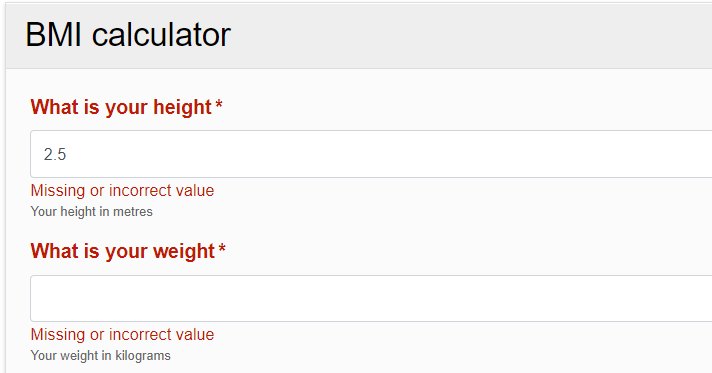 BMI calculator
What is your height *
2.5
Missing or incorrect value
Your height in metres
What is your weight *
Missing or incorrect value
Your weight in kilograms